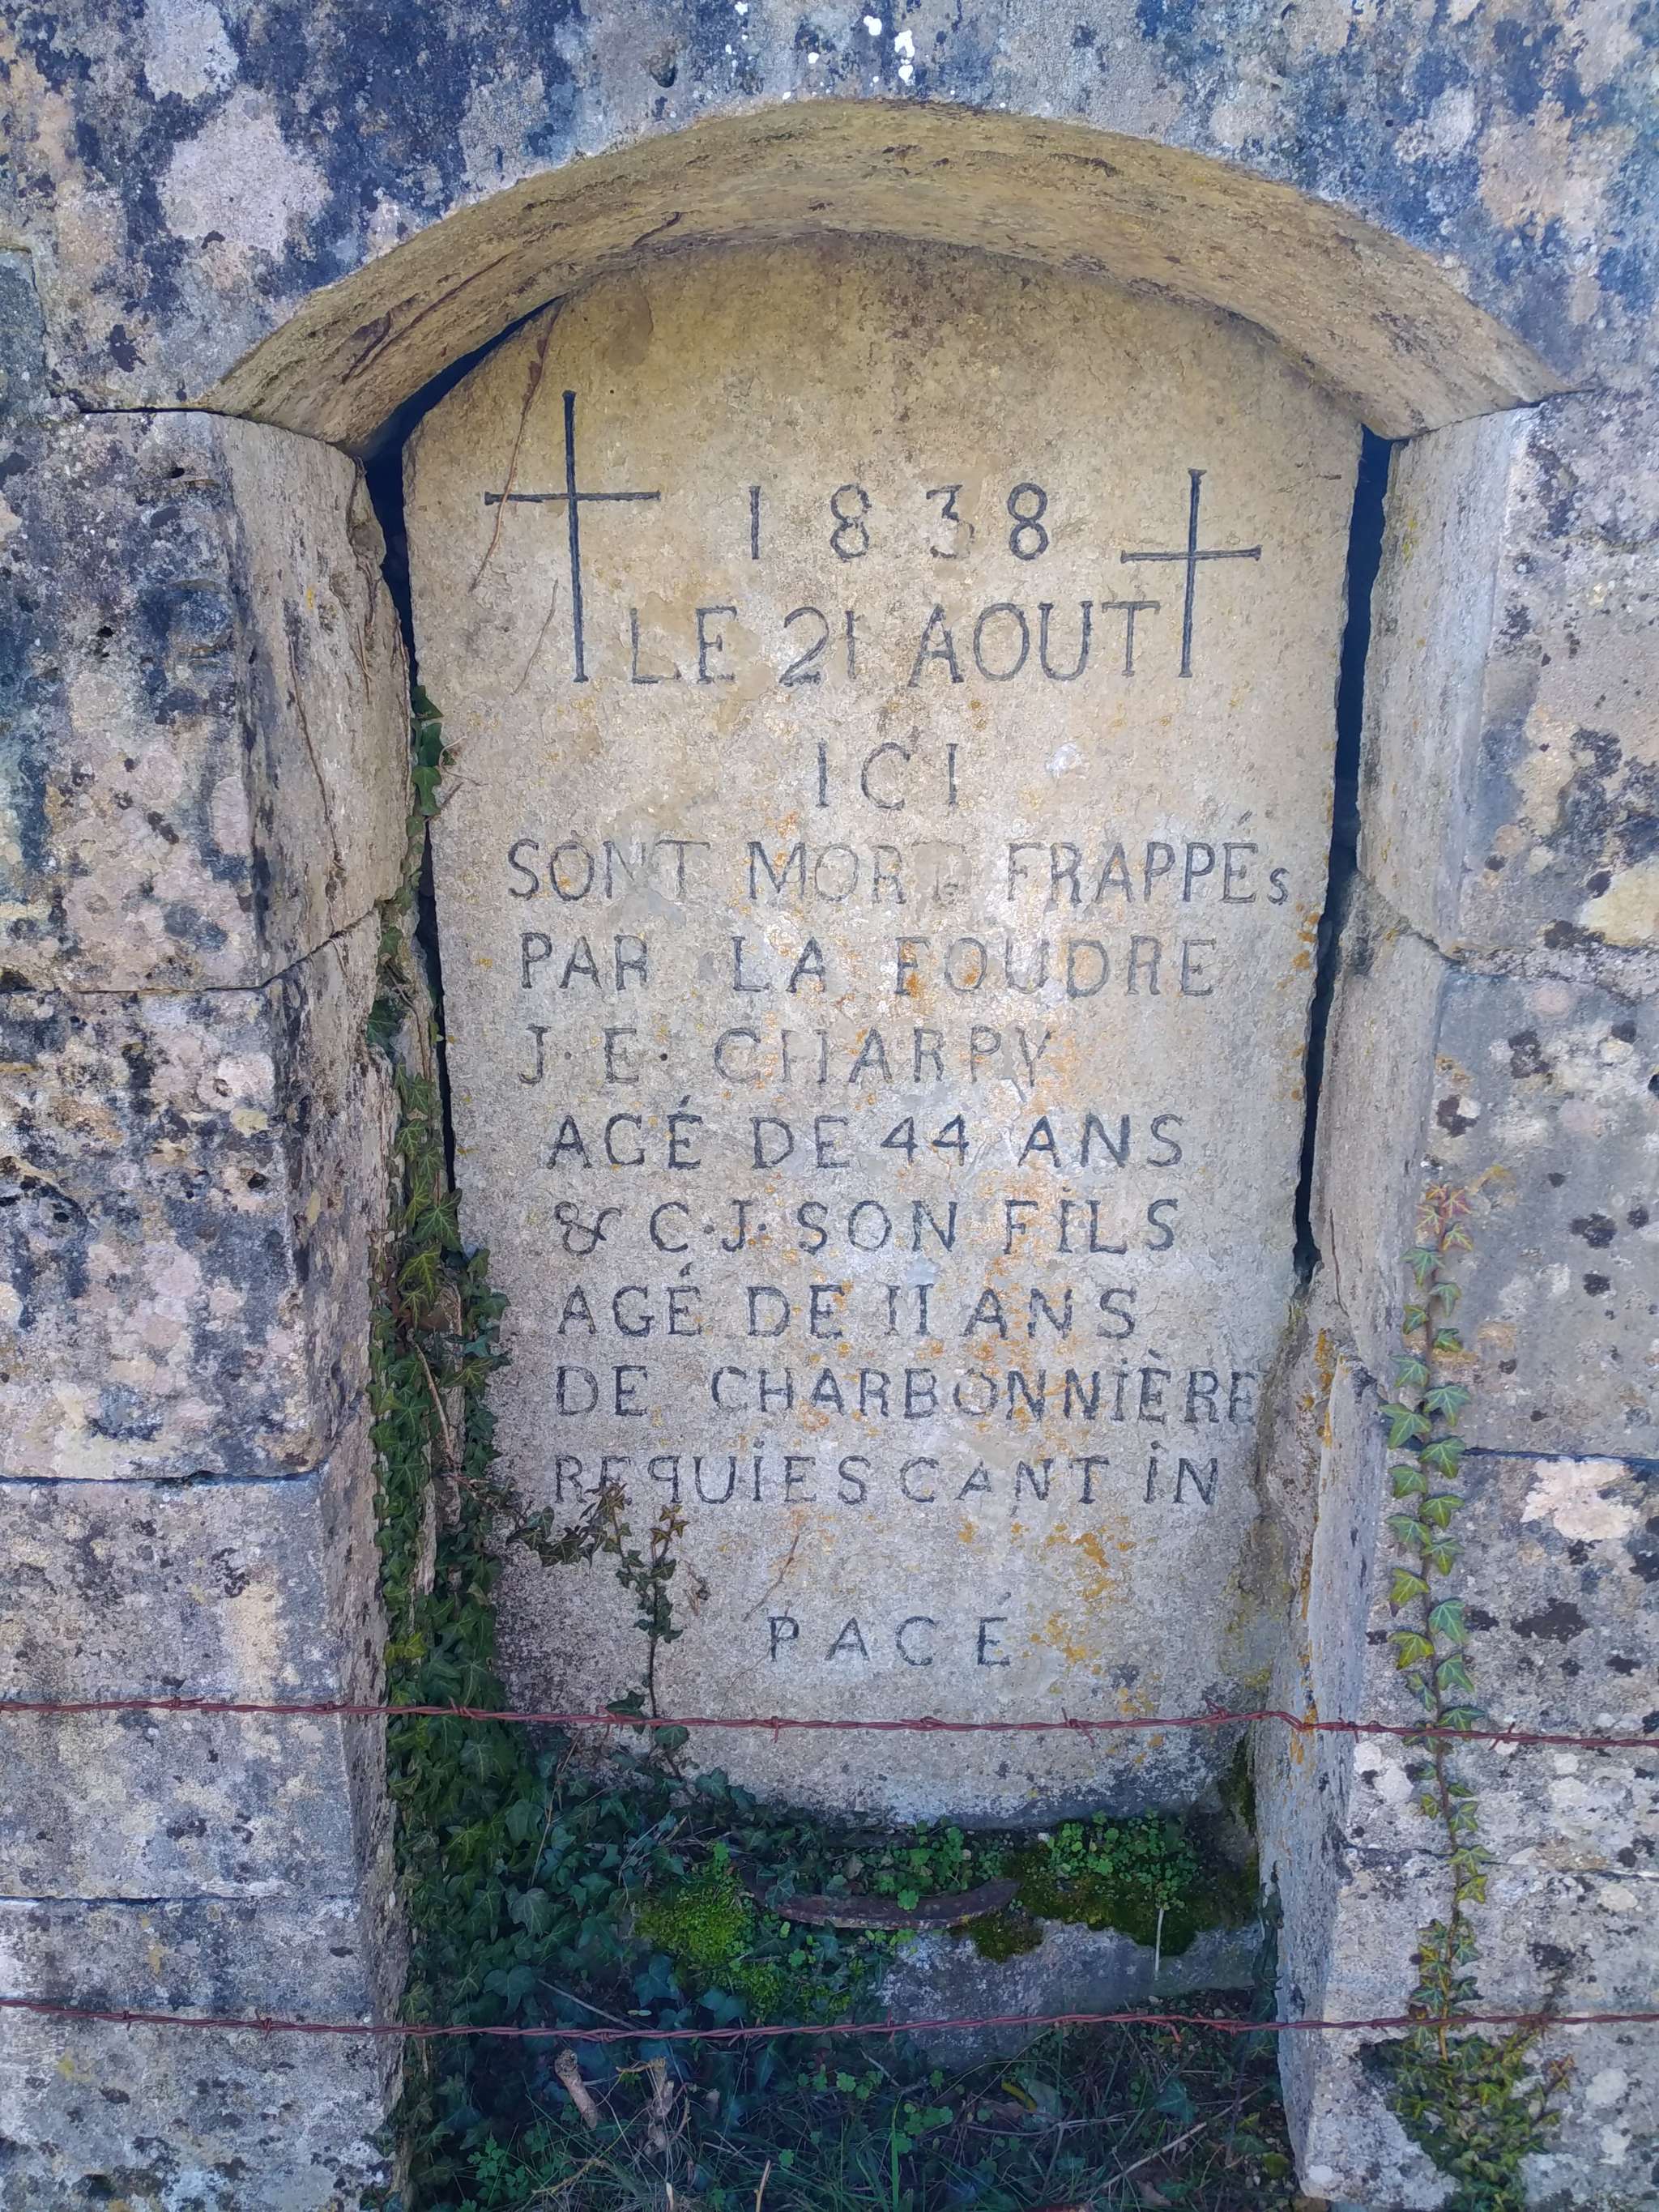 1838
LE 21 AOUT
ICI
SONT MORT FRAPPÉs
PAR LA FOUDRE
J. E. CHARPY
AGÉ DE 44 ANS
& C. J. SON FILS
AGÉ DE 11 ANS
DE CHARBONNIÈRE
REQUIESCANT IN
PACÉ